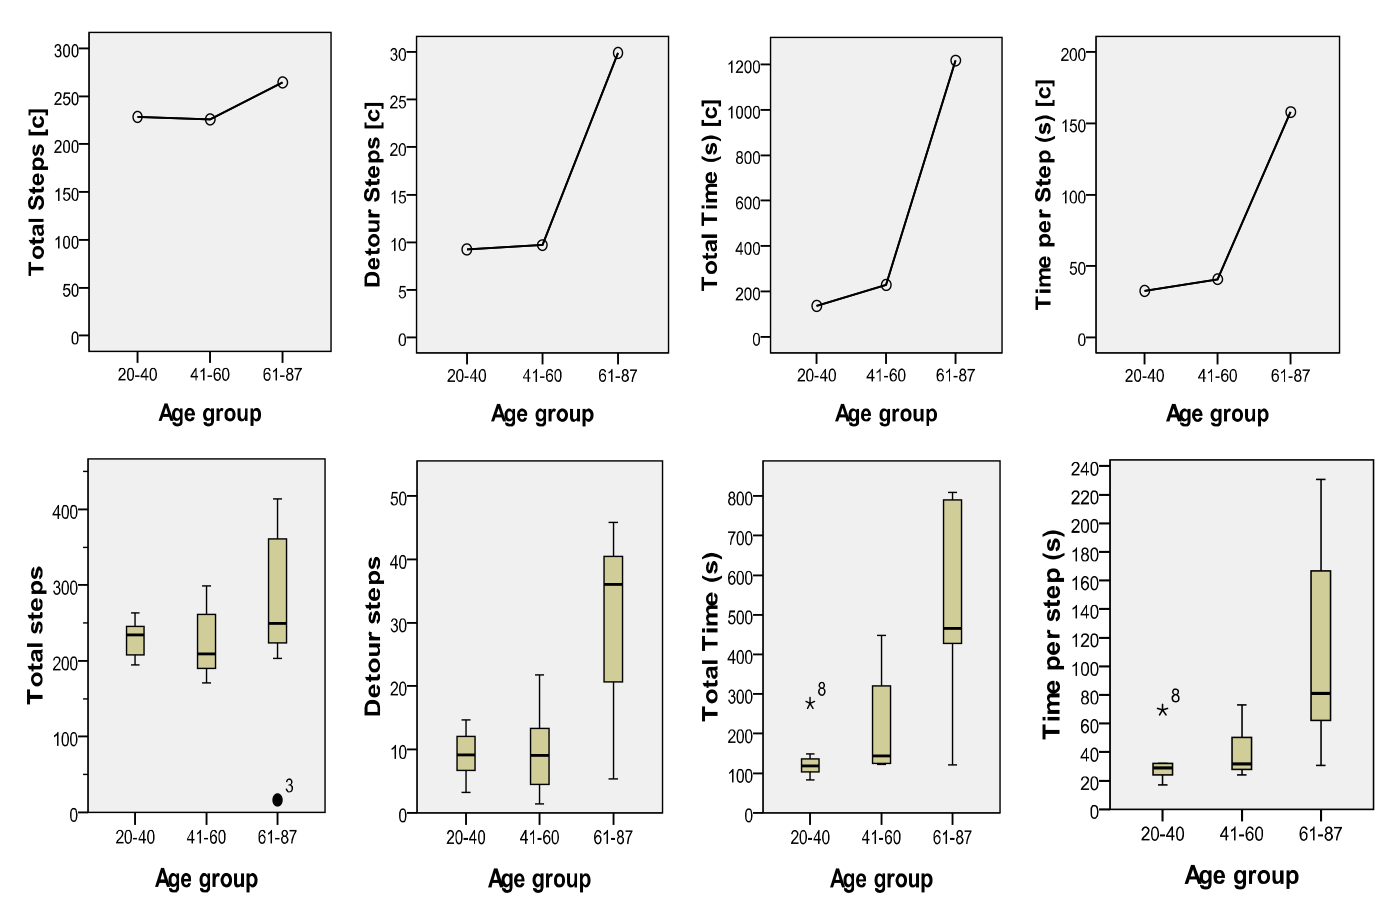 Total Steps [c]
300
250
200
150
100
50
0
20-40 41-60 61-87
Age group
Detour Steps [c]
30
25
20
15
10
5
0
20-40 41-60 61-87
Age group
Total Time (s) [c]
1200
1000
800
600
400
200
0
20-40 41-60 61-87
Age group
Time per Step (s) [c]
200
150
100
50
0
20-40 41-60 61-87
Age group
Total steps
400
300
200
100
0
3
20-40 41-60 61-87
Age group
Detour steps
50
40
30
20
10
0
20-40 41-60 61-87
Age group
Total Time (s)
800
700
600
500
400
300
200
100
0
8
20-40 41-60 61-87
Age group
Time per step (s)
240
220
200
180
160
140
120
100
80
60
40
20
0
8
20-40 41-60 61-87
Age group